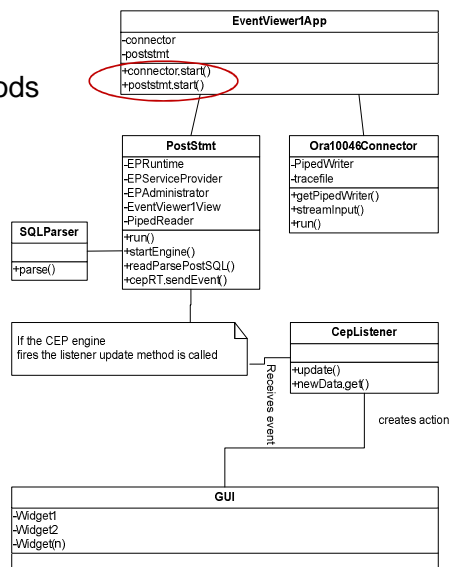 ods
EventViewer1App
-connector
-poststmt
+connector,start()
+poststmt,start()
PostStmt
-EPRuntime
-EPServiceProvider
-EPAdministrator
-EventViewer1View
-PipedReader
+run()
+startEngine()
+readParsePostSQL()
+cepRT,sendEvent()
Ora10046Connector
-PipedWriter
-tracefile
+getPipedWriter()
+streamInput()
+run()
SQLParser
+parse()
If the CEP engine
fires the listener update method is called
CepListener
+update()
+newData,get()
Receives event
creates action
GUI
-Widget1
-Widget2
-Widget(n)